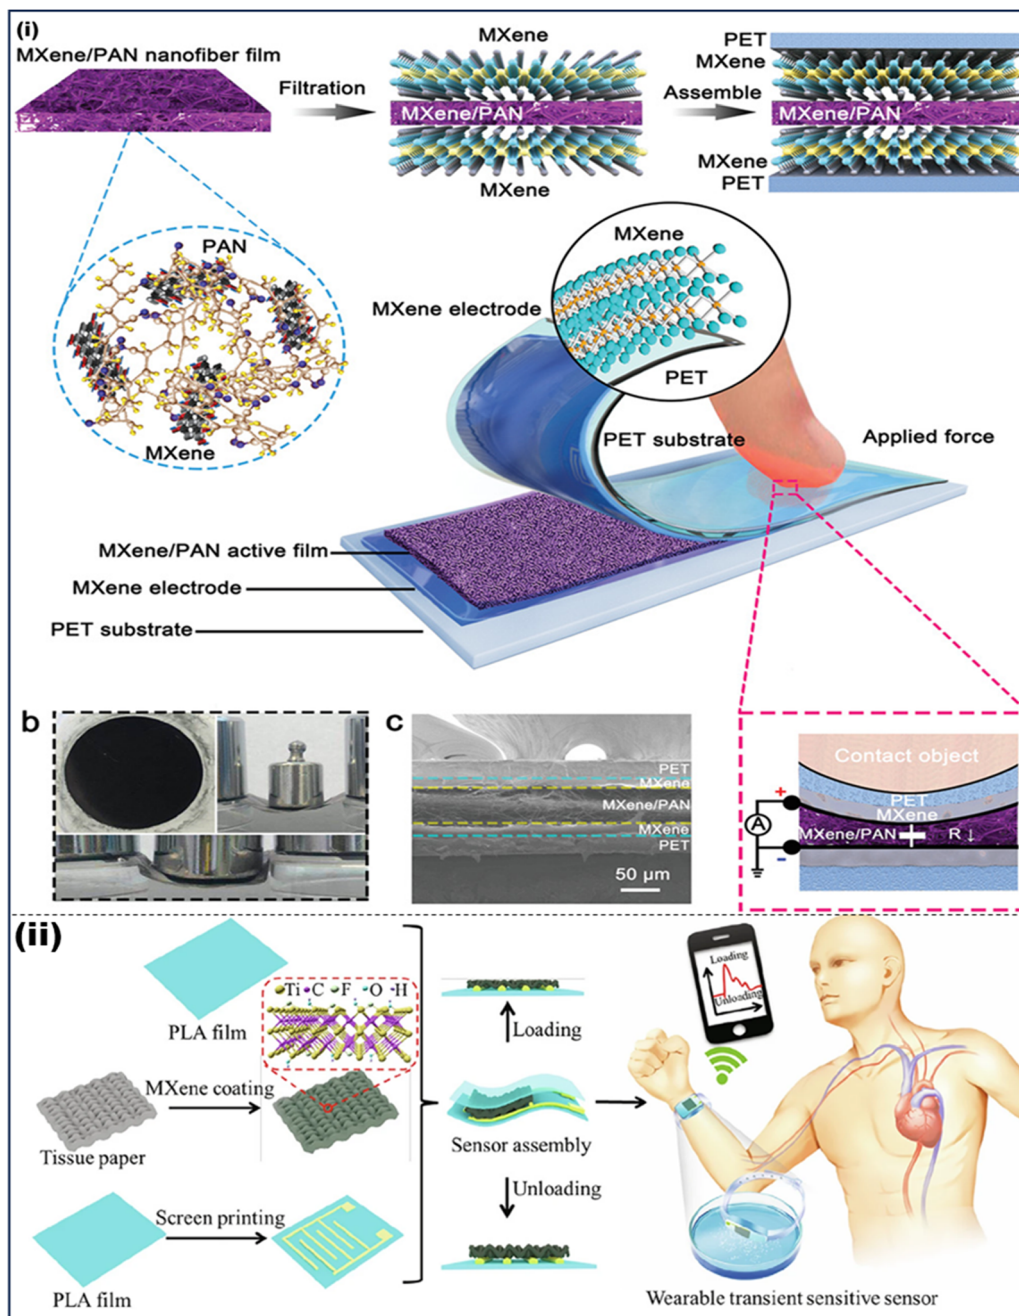 (i)
MXene/PAN nanofiber film
Filtration
MXene
MXene/PAN
MXene
Assemble
PET
MXene
MXene/PAN
MXene
PET
PAN
MXene
MXene
PET
MXene electrode
PET substrate
Applied force
MXene/PAN active film
MXene electrode
PET substrate
b
c
PET
MXene
MXene/PAN
MXene
PET
50 µm
Contact object
PET
MXene
MXene/PAN
R ↓
+
A
-
(ii)
PLA film
Ti C F O H
MXene coating
Tissue paper
Screen printing
PLA film
Loading
Sensor assembly
Unloading
Loading
Unloading
Wearable transient sensitive sensor